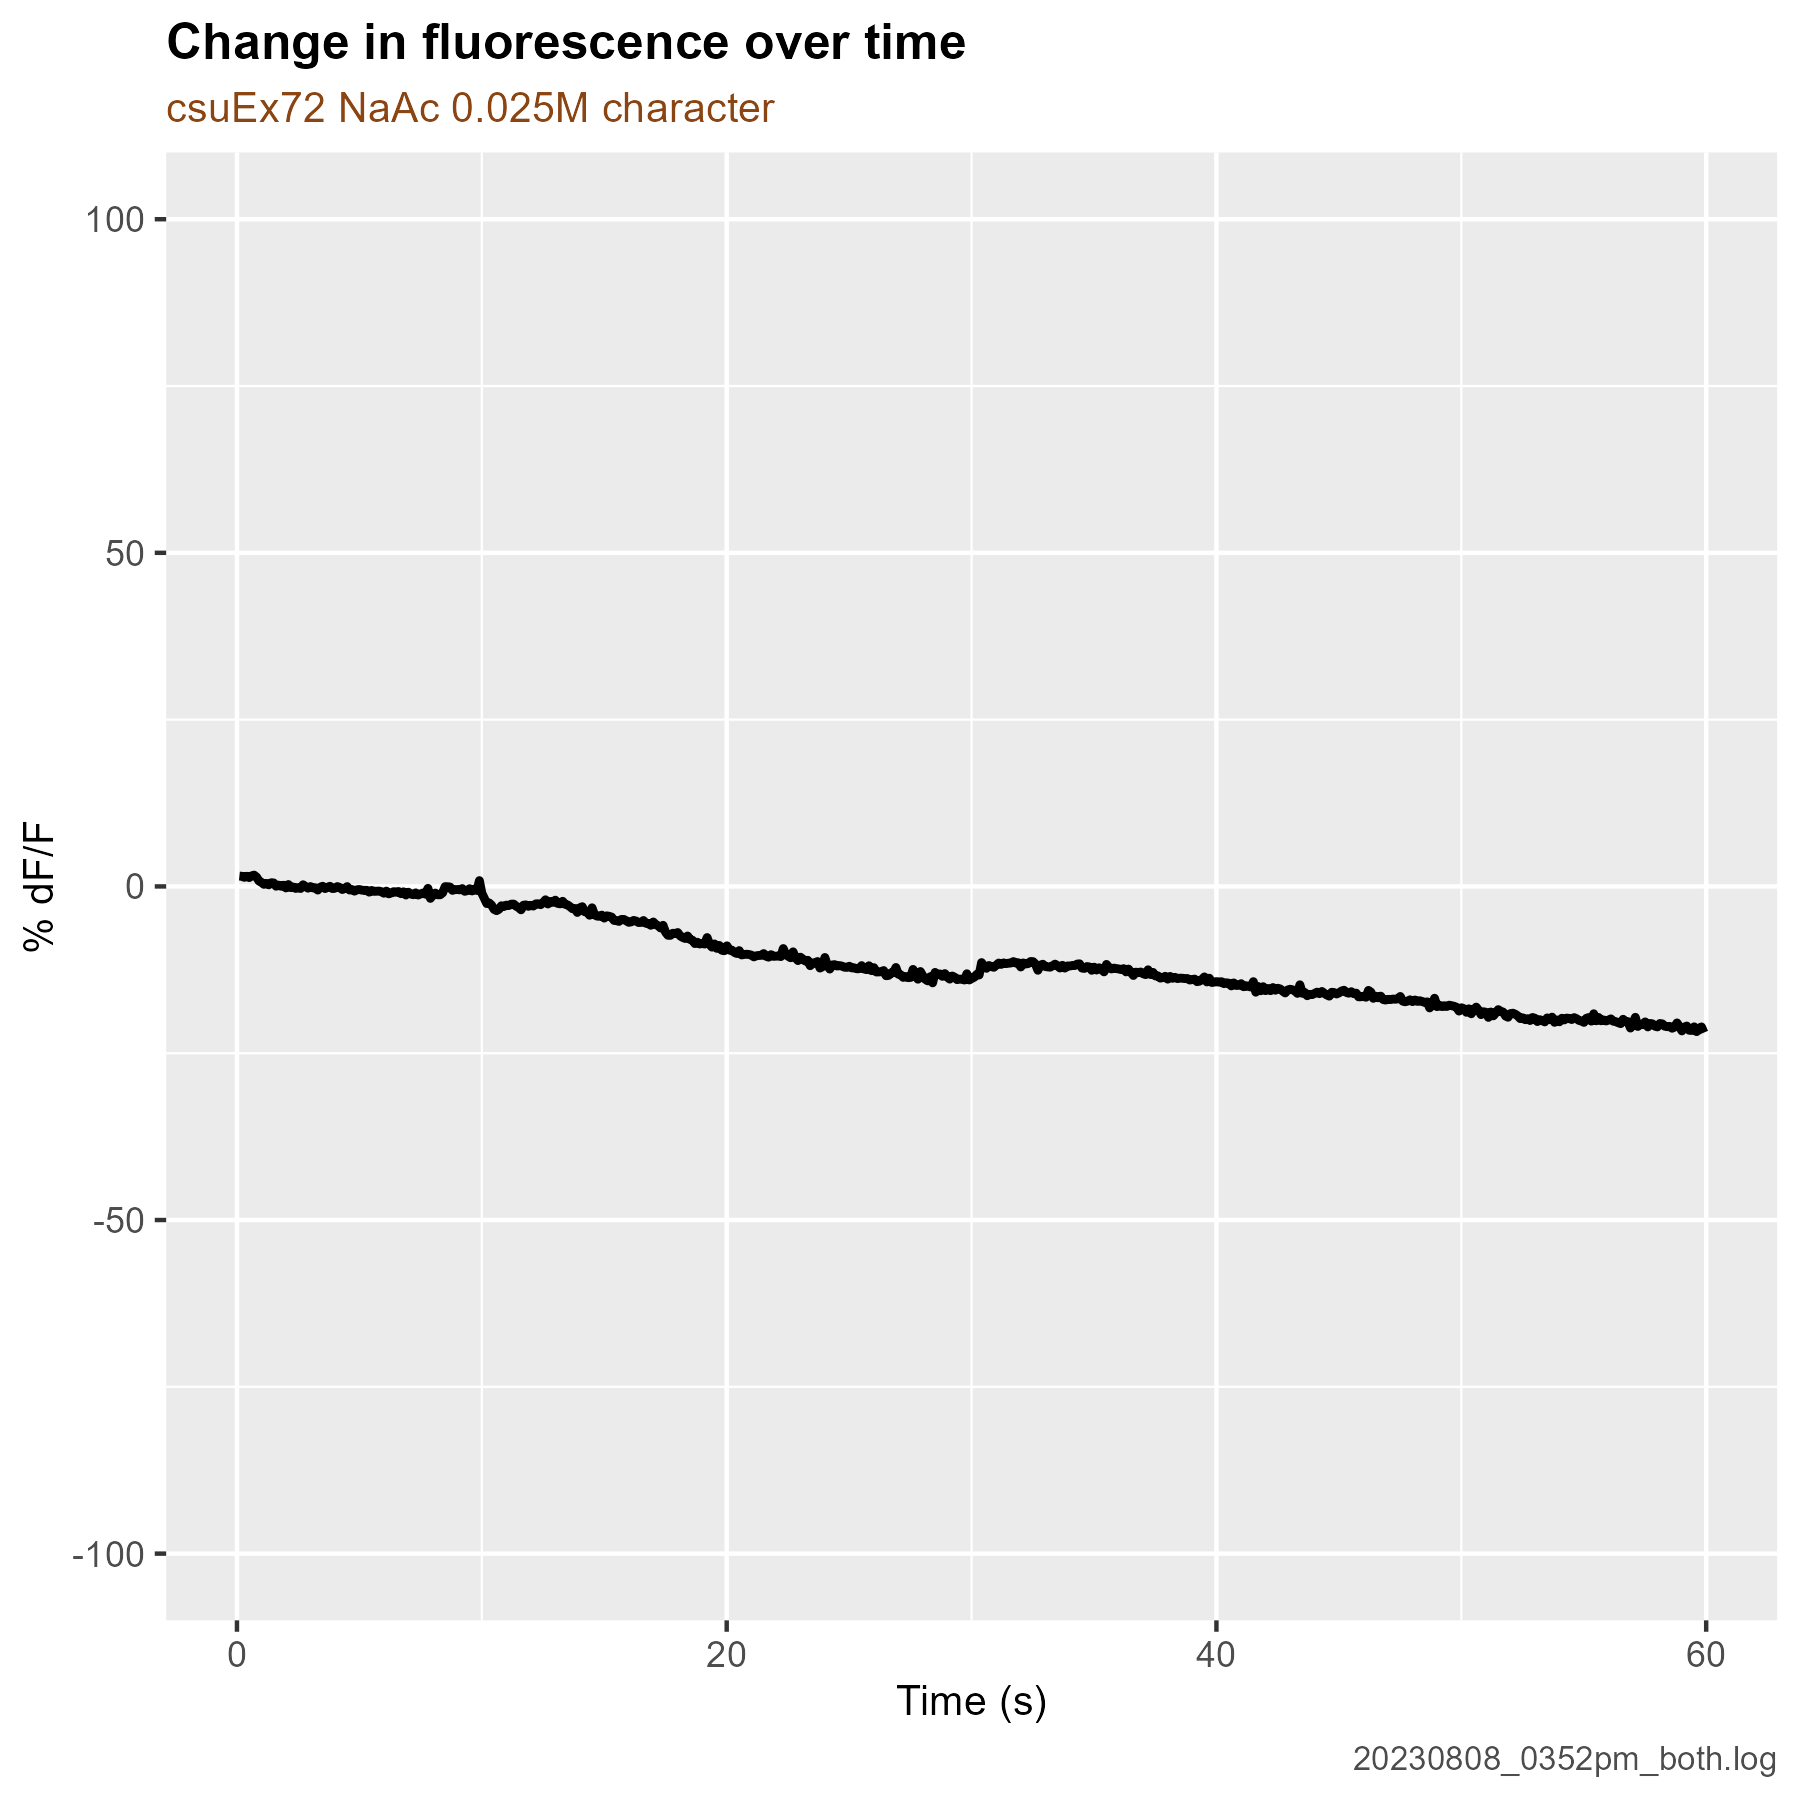 Change in fluorescence over time
csuEx72 NaAc 0.025M character
100
50
0
-50
-100
% dF/F
0 20 40 60
Time (s)
20230808_0352pm_both.log